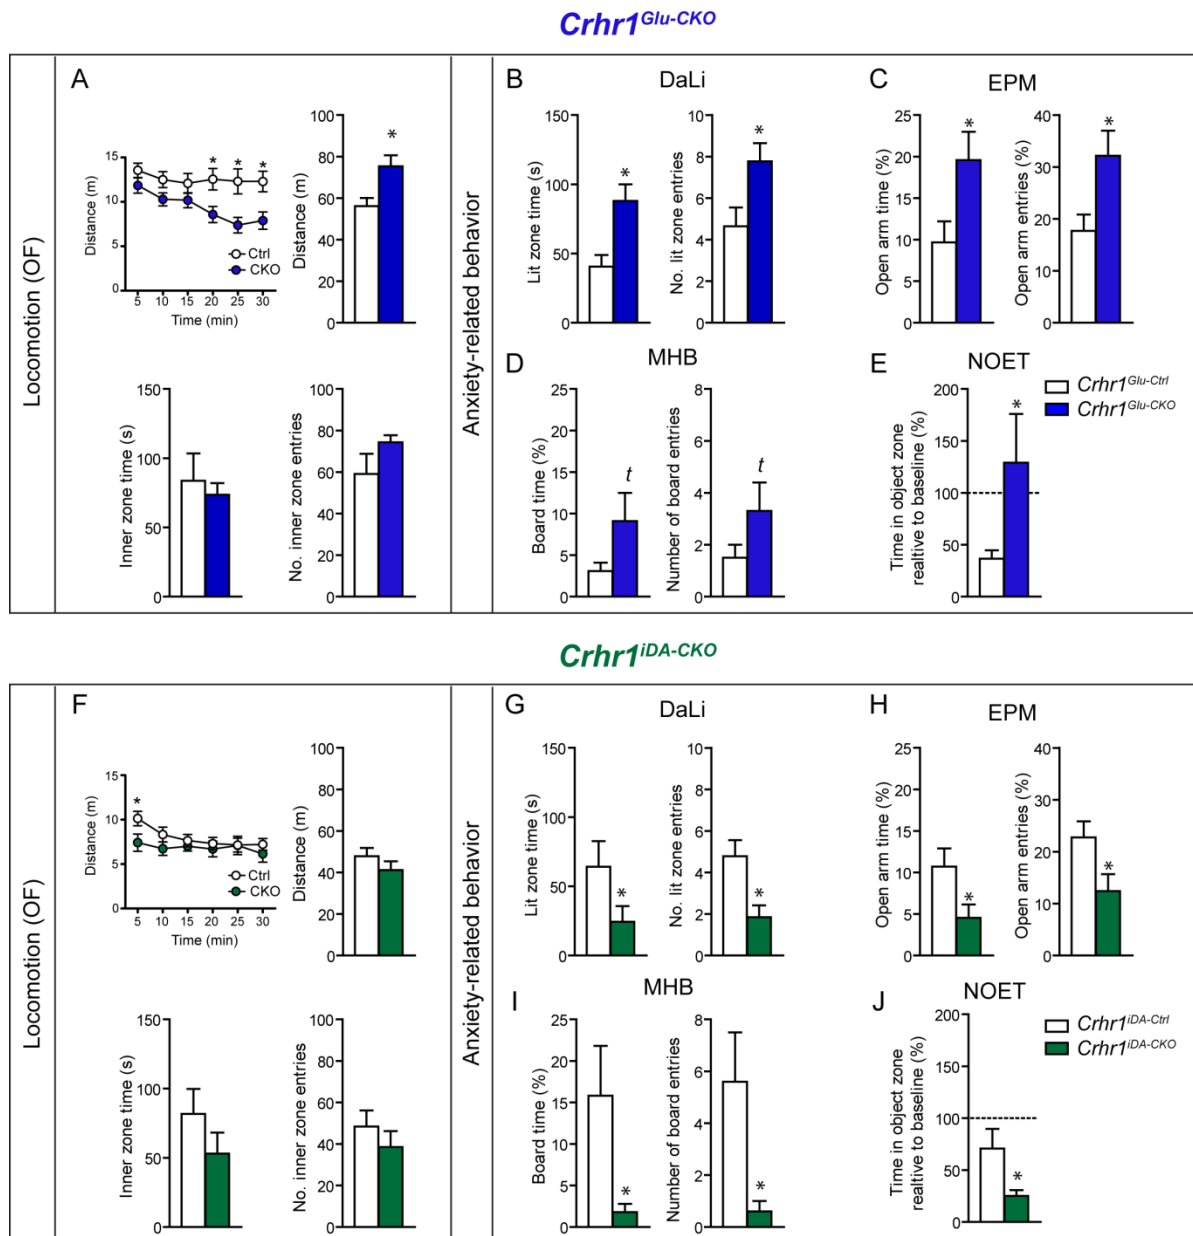 Crhr1Glu-CKO
Locomotion (OF)
A
Distance (m)
15
10
5
0
5 10 15 20 25 30
Time (min)
* * *
Ctrl
CKO
Distance (m)
100
80
60
40
20
0
*
Inner zone time (s)
150
100
50
0
No. inner zone entries
100
80
60
40
20
0
Anxiety-related behavior
B
DaLi
Lit zone time (s)
150
100
50
0
*
No. lit zone entries
10
8
6
4
2
0
*
C
EPM
Open arm time (%)
25
20
15
10
5
0
*
Open arm entries (%)
40
30
20
10
0
*
D
MHB
Board time (%)
25
20
15
10
5
0
t
Number of board entries
8
6
4
2
0
t
E
NOET
Time in object zone
realtive to baseline (%)
200
150
100
50
0
*
Crhr1Glu-Ctrl
Crhr1Glu-CKO
Crhr1iDA-CKO
Locomotion (OF)
F
Distance (m)
15
10
5
0
5 10 15 20 25 30
Time (min)
*
Ctrl
CKO
Distance (m)
100
80
60
40
20
0
Inner zone time (s)
150
100
50
0
No. inner zone entries
100
80
60
40
20
0
Anxiety-related behavior
G
DaLi
Lit zone time (s)
150
100
50
0
*
No. lit zone entries
10
8
6
4
2
0
*
H
EPM
Open arm time (%)
25
20
15
10
5
0
*
Open arm entries (%)
40
30
20
10
0
*
I
MHB
Board time (%)
25
20
15
10
5
0
*
Number of board entries
8
6
4
2
0
*
J
NOET
Time in object zone
realtive to baseline (%)
200
150
100
50
0
*
Crhr1iDA-Ctrl
Crhr1iDA-CKO